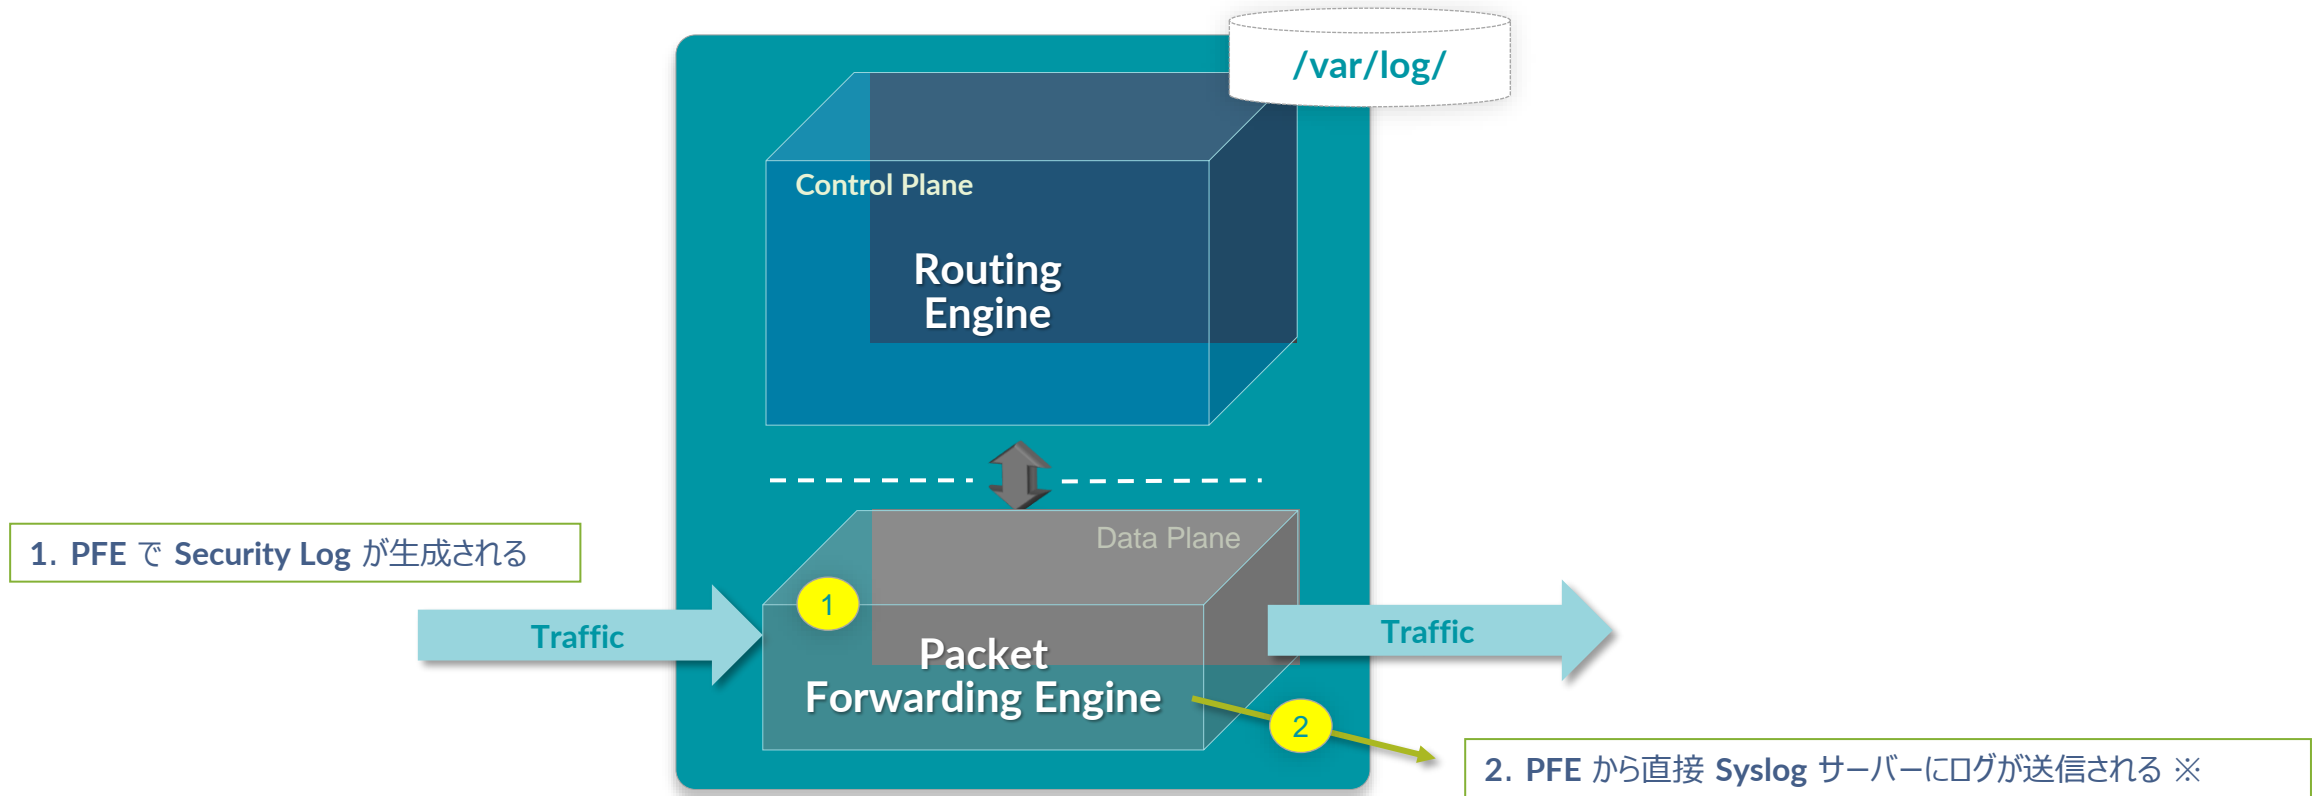 /var/log/
Control Plane
Routing
Engine
Data Plane
1. PFE で Security Log が生成される
1
Traffic
Traffic
Packet
Forwarding Engine
2
2. PFE から直接 Syslog サーバーにログが送信される ※